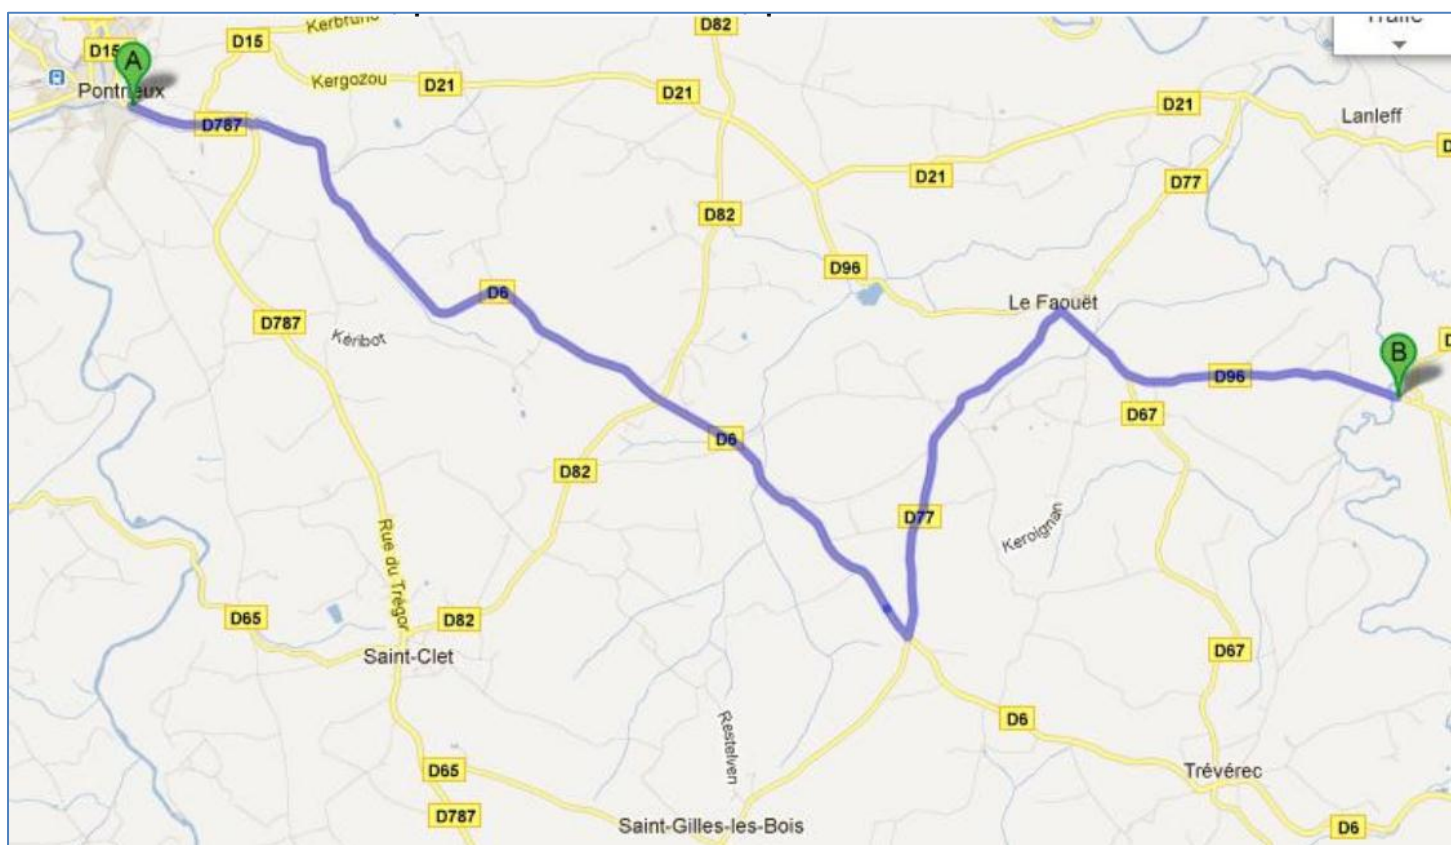 Kerbruno
D82
Trafic
D15
D15
A
Kergozou
D21
D21
D21
Lanleff
Pontrieux
D787
D21
D77
D82
D96
D6
Le Faouët
D787
Kéribot
B
D96
D67
D6
D82
D77
Keroignan
Rue du Trégor
D65
D82
Saint-Clet
D67
D6
Restelven
D65
Trévérec
D787
Saint-Gilles-les-Bois
D6